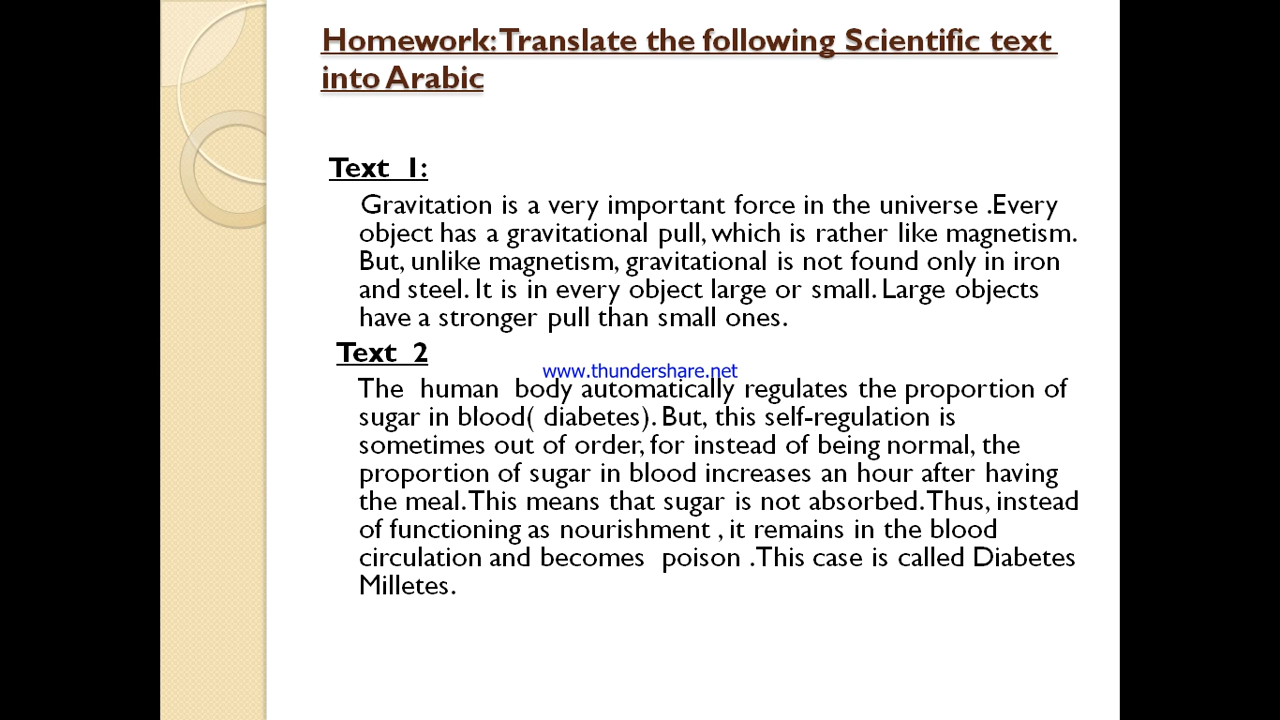 Homework: Translate the following Scientific text
into Arabic
Text 1:
Gravitation is a very important force in the universe .Every
object has a gravitational pull, which is rather like magnetism.
But, unlike magnetism, gravitational is not found only in iron
and steel. It is in every object large or small. Large objects
have a stronger pull than small ones.
Text 2
www.thundershare.net
The human body automatically regulates the proportion of
sugar in blood( diabetes). But, this self-regulation is
sometimes out of order, for instead of being normal, the
proportion of sugar in blood increases an hour after having
the meal. This means that sugar is not absorbed. Thus, instead
of functioning as nourishment , it remains in the blood
circulation and becomes poison .This case is called Diabetes
Milletes.